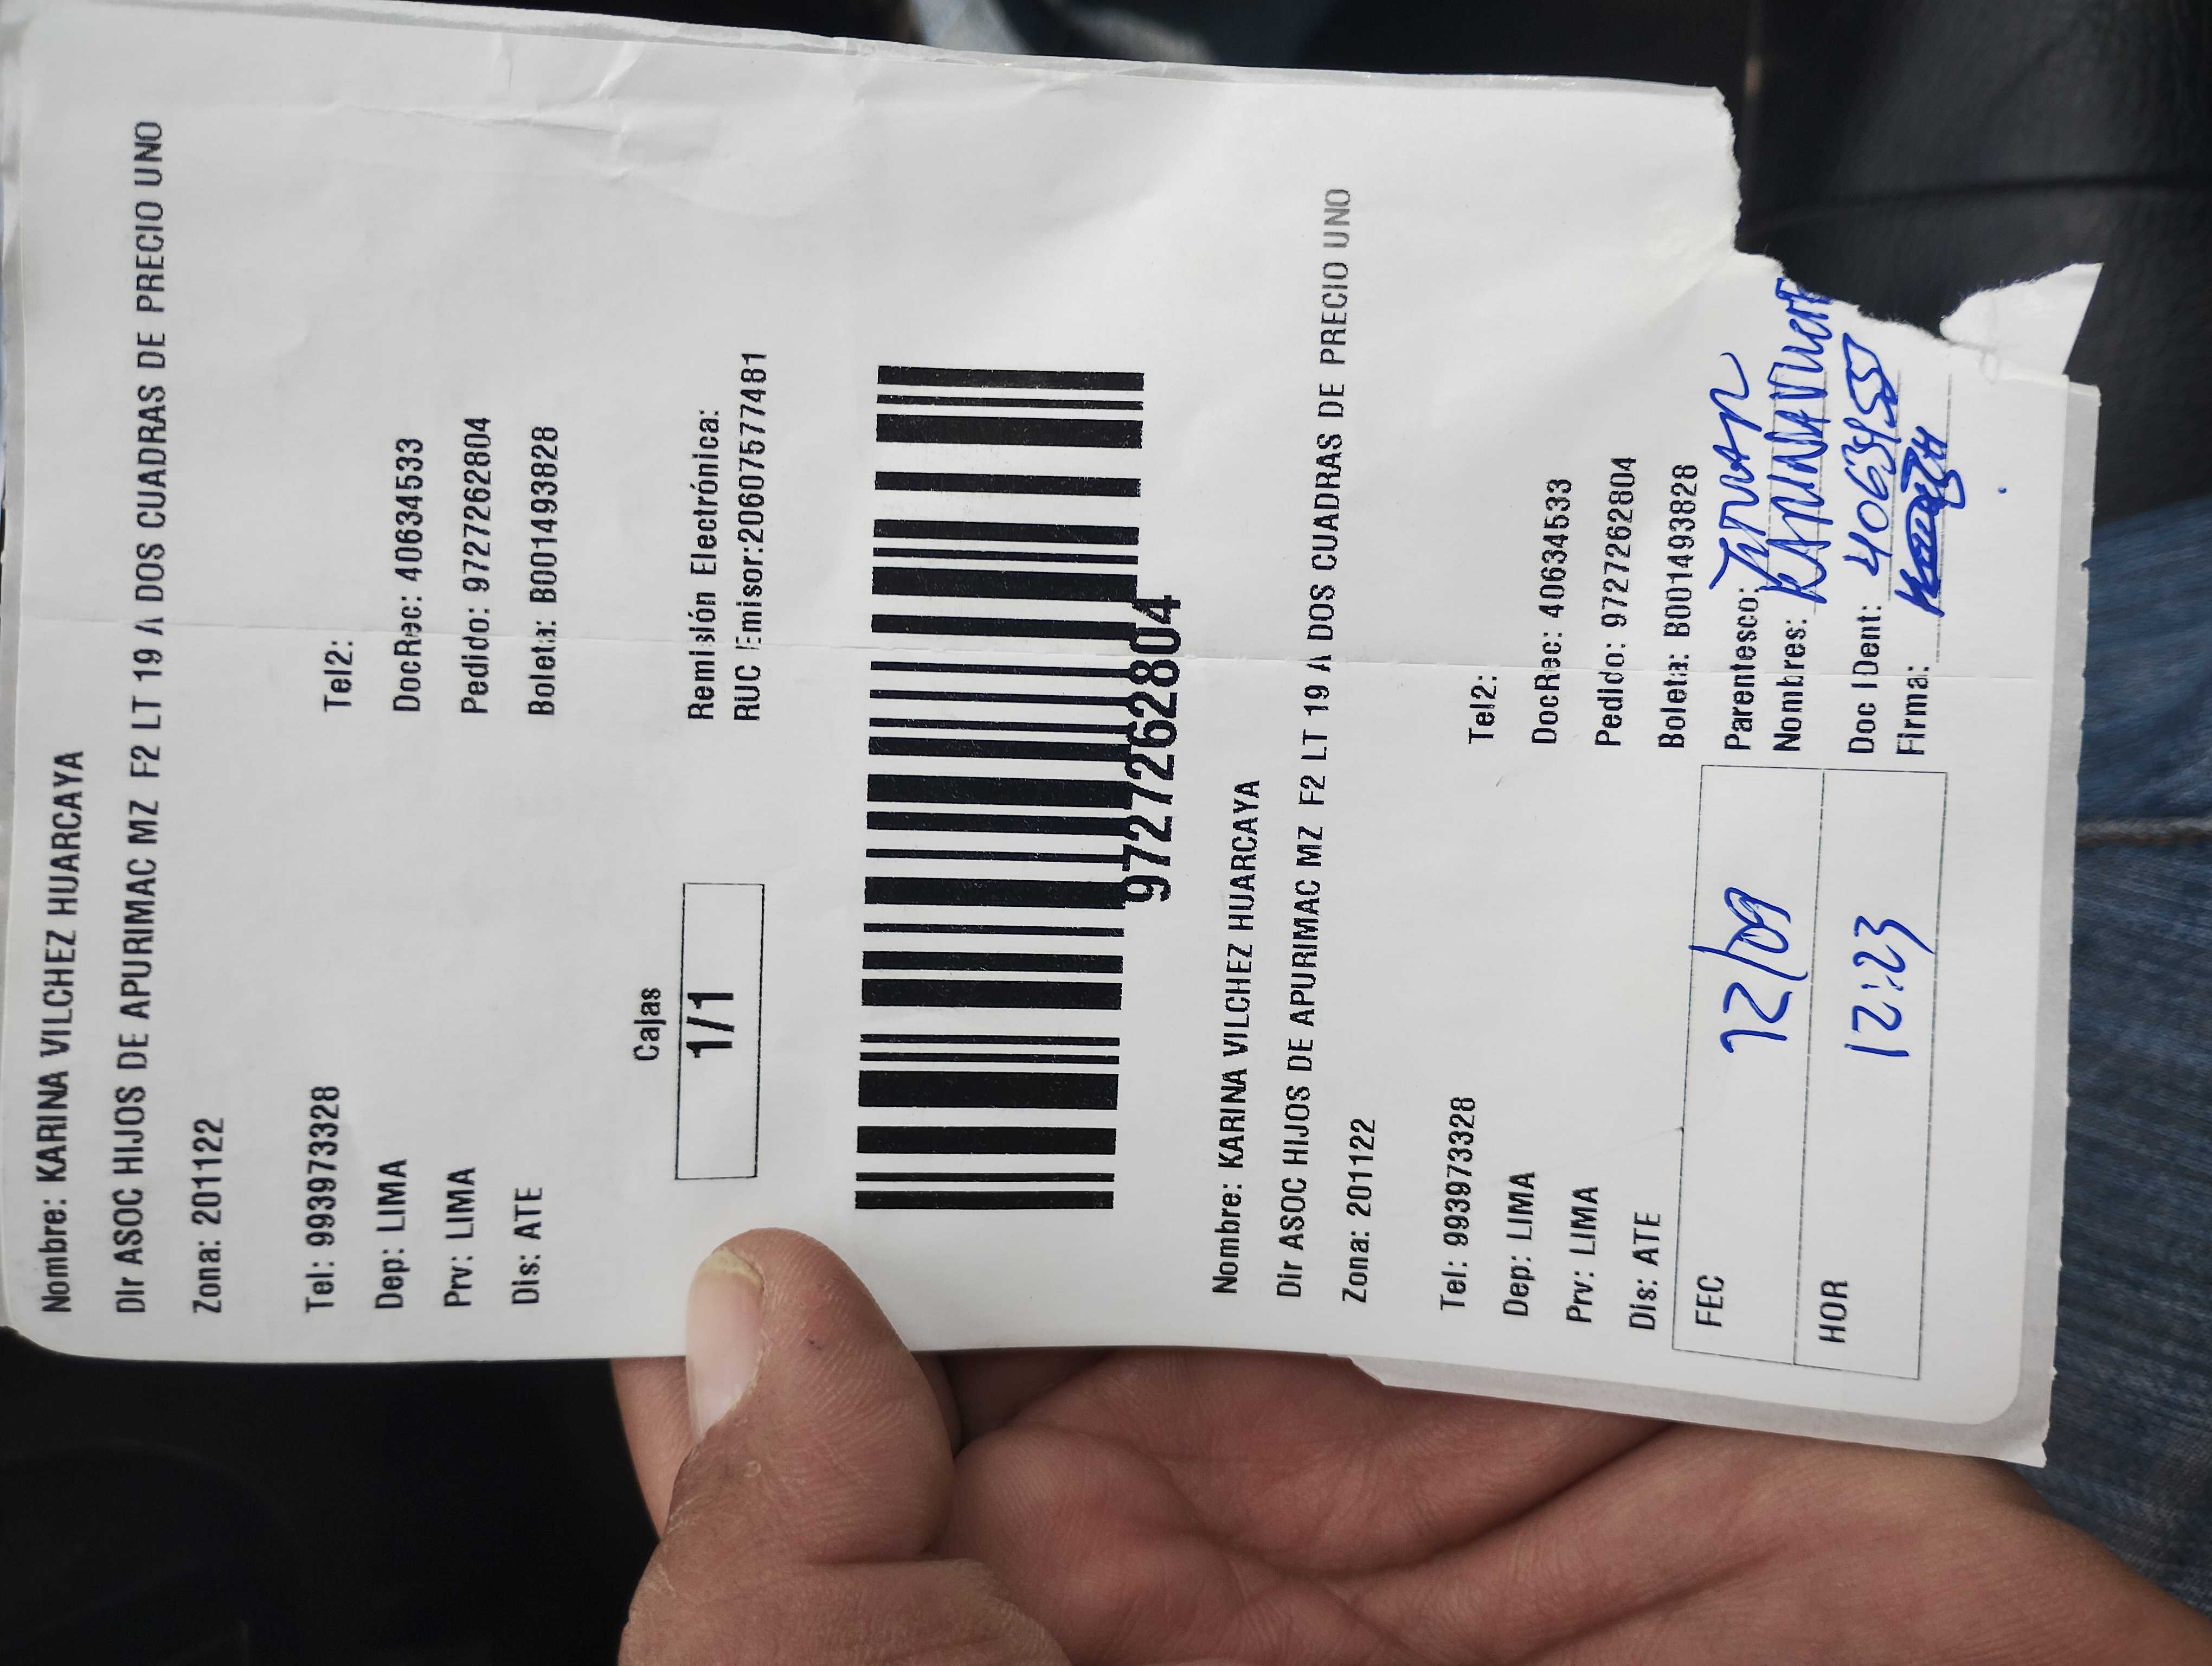 Nombre: KARINA VILCHEZ HUARCAYA
Dir ASOC HIJOS DE APURIMAC MZ F2 LT 19 A DOS CUADRAS DE PRECIO UNO
Zona: 201122
Tel: 993973328 Tel2:
Dep: LIMA DocRec: 40634533
Prv: LIMA Pedido: 972726 2804
Dis: ATE Boleta: B001493828
Cajas
1/1
Remisión Electrónica:
RUC Emisor:20607577481
9727262804
Nombre: KARINA VILCHEZ HUARCAYA
Dir ASOC HIJOS DE APURIMAC MZ F2 LT 19 A DOS CUADRAS DE PRECIO UNO
Zona: 201122
Tel: 993973328 Tel2:
Dep: LIMA DocRec: 40634533
Prv: LIMA Pedido: 9727262804
Dis: ATE Boleta: B001493828
FEC 12/09
HOR 12:23
Parentesco:
Nombres: KARINA
Doc IDent:
Firma: